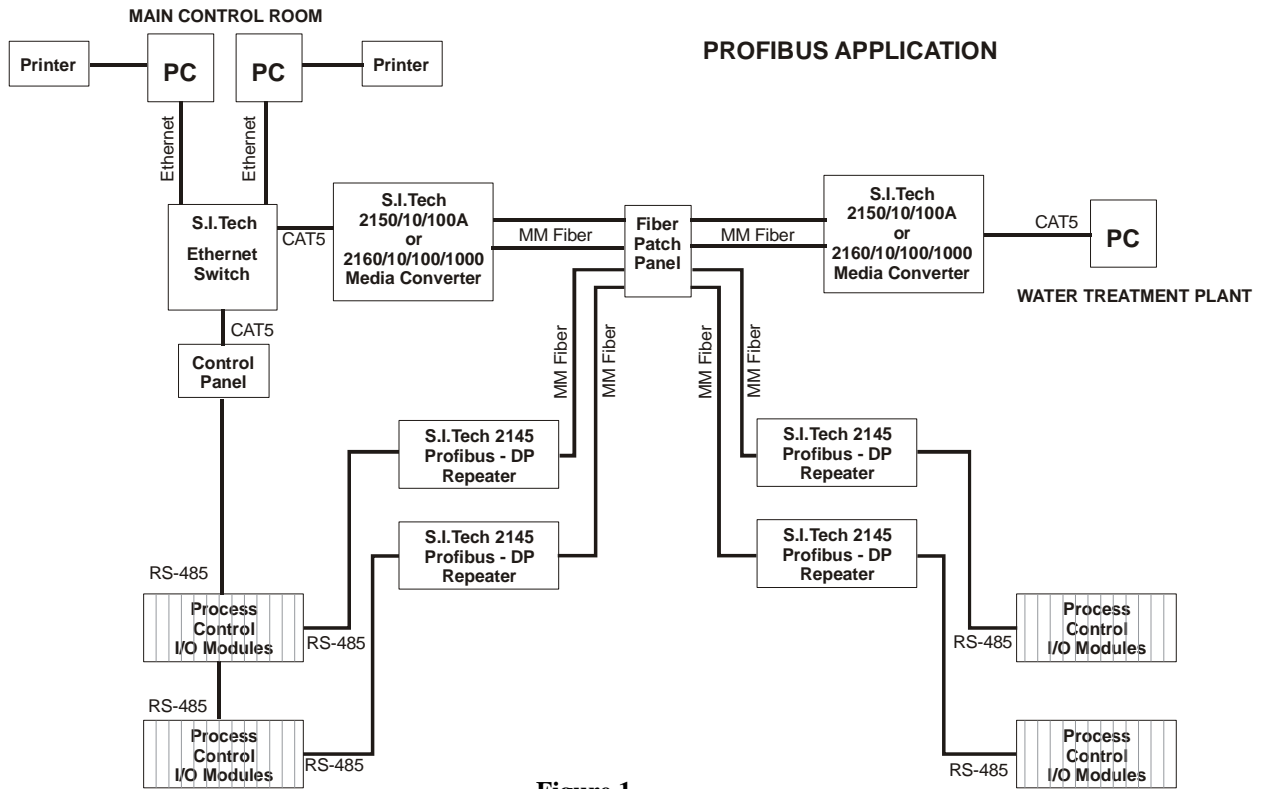 MAIN CONTROL ROOM
PROFIBUS APPLICATION
Printer
PC
PC
Printer
Ethernet
Ethernet
S.I.Tech
Ethernet
Switch
CAT5
S.I.Tech
2150/10/100A
or
2160/10/100/1000
Media Converter
MM Fiber
Fiber
Patch
Panel
MM Fiber
S.I.Tech
2150/10/100A
or
2160/10/100/1000
Media Converter
CAT5
PC
WATER TREATMENT PLANT
CAT5
Control
Panel
MM Fiber
MM Fiber
MM Fiber
MM Fiber
S.I.Tech 2145
Profibus - DP
Repeater
S.I.Tech 2145
Profibus - DP
Repeater
S.I.Tech 2145
Profibus - DP
Repeater
S.I.Tech 2145
Profibus - DP
Repeater
RS-485
Process
Control
I/O Modules
RS-485
RS-485
Process
Control
I/O Modules
RS-485
Process
Control
I/O Modules
RS-485
RS-485
Process
Control
I/O Modules
Figure 1